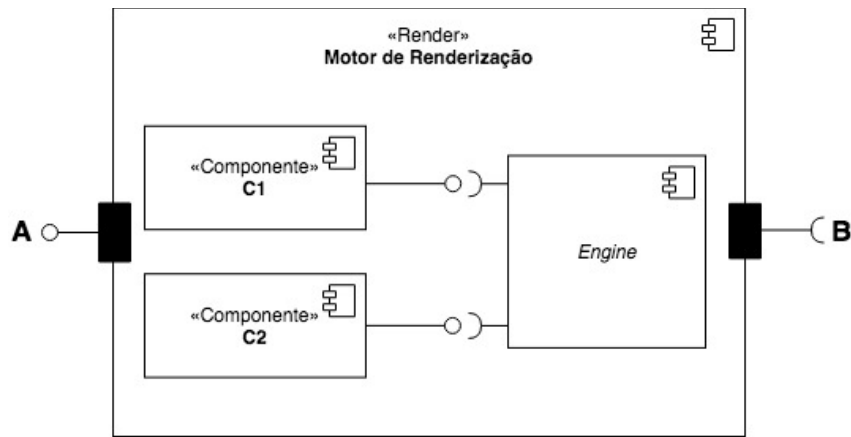 «Render»
Motor de Renderização
«Componente»
C1
A
Engine
B
«Componente»
C2